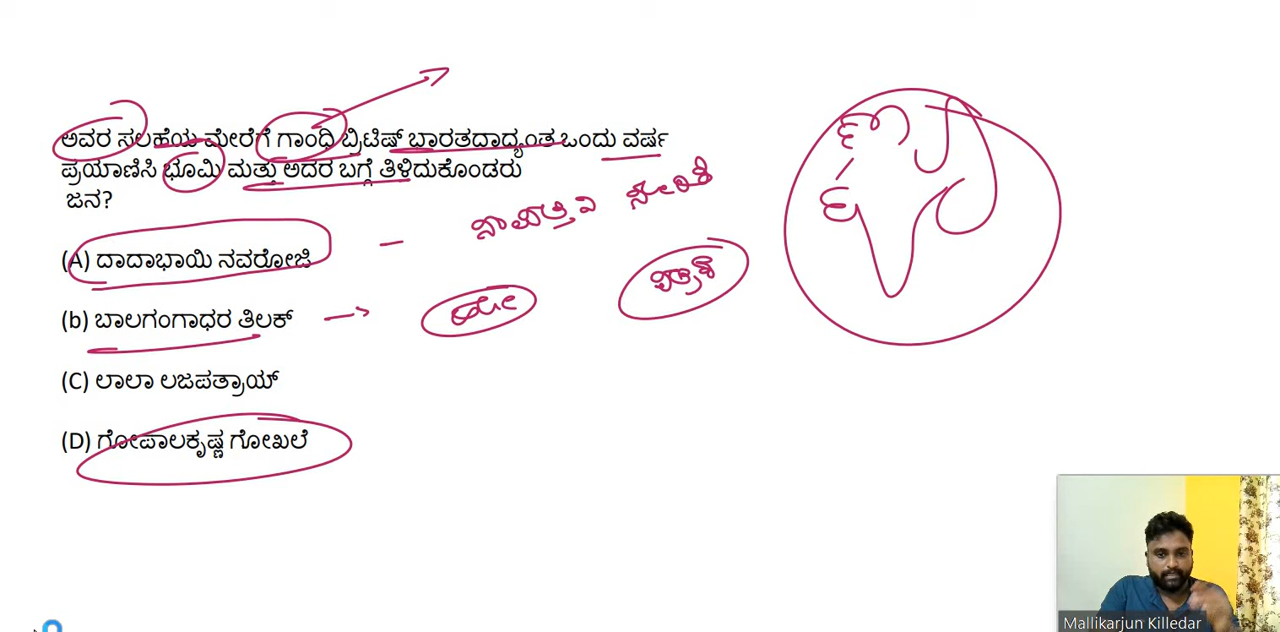 ಅವರ ಸಲಹೆಯ ಮೇರೆಗೆ ಗಾಂಧಿ ಬ್ರಿಟಿಷ್ ಭಾರತದಾದ್ಯಂತ ಒಂದು ವರ್ಷ
ಪ್ರಯಾಣಿಸಿ ಭೂಮಿ ಮತ್ತು ಅದರ ಬಗ್ಗೆ ತಿಳಿದುಕೊಂಡರು
ಜನ?
(A) ದಾದಾಭಾಯಿ ನವರೋಜಿ
(b) ಬಾಲಗಂಗಾಧರ ತಿಲಕ್
(C) ಲಾಲಾ ಲಜಪತ್ರಾಯ್
(D) ಗೋಪಾಲಕೃಷ್ಣ ಗೋಖಲೆ
Mallikarjun Killedar